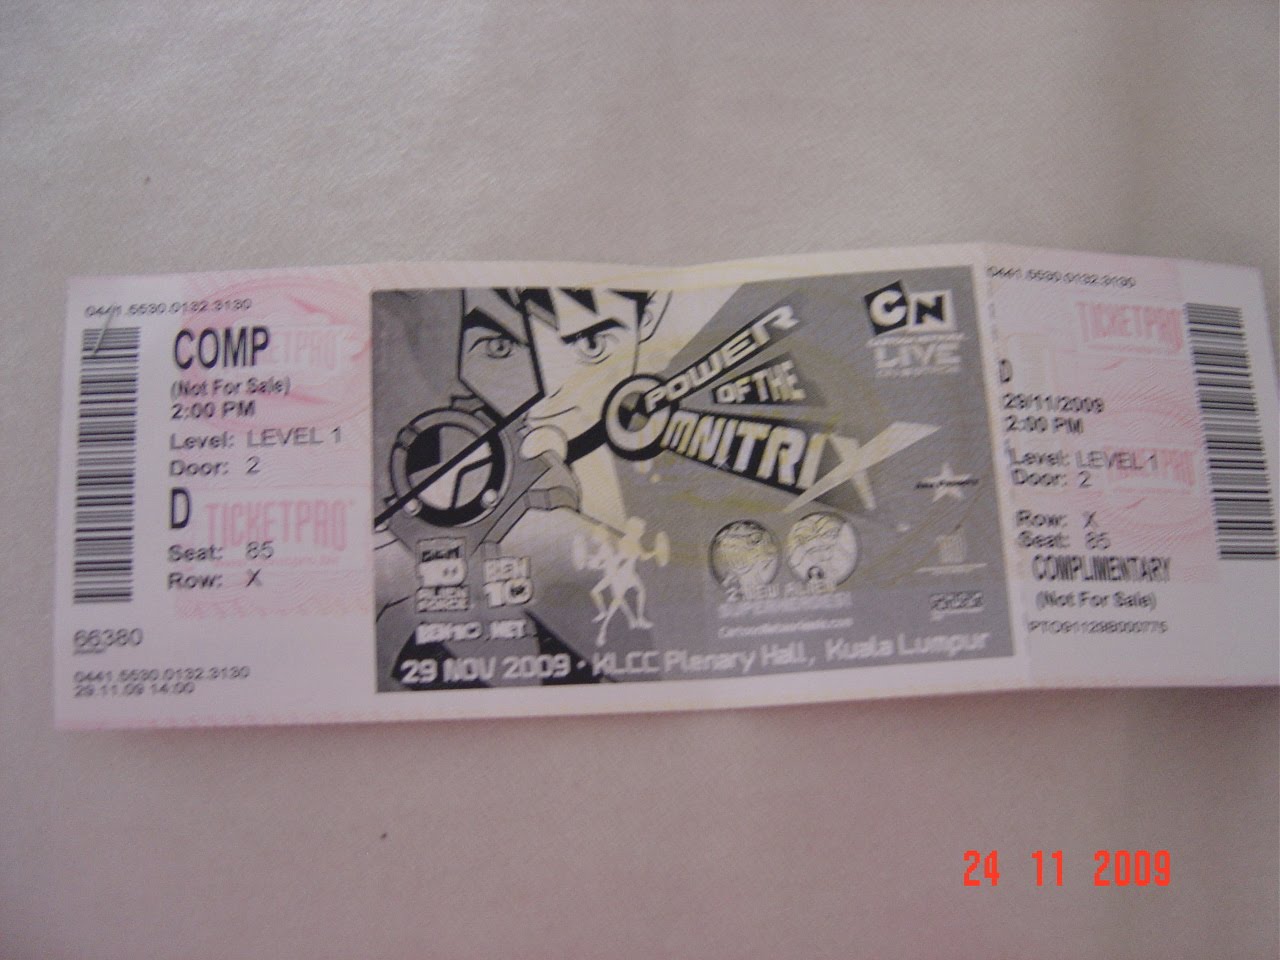 0441.5530.0132.3130
COMP
(Not For Sale)
2:00 PM
Level: LEVEL 1
Door: 2
D
TICKETPRO
Seat: 85
Row: X
66380
0441.5530.0132.3130
29.11.09 14:00
POWER
OF THE
OMNITRIX
CN
LIVE
BEN
10
ALIEN
FORCE
BEN
10
BEN10.NET
2 NEW ALIEN
CartoonNetworkAsia.com
29 NOV 2009 • KLCC Plenary Hall, Kuala Lumpur
0441.5530.0132.3130
TICKETPRO
D
29/11/2009
2:00 PM
Level: LEVEL 1
Door: 2
Row: X
Seat: 85
COMPLIMENTARY
(Not For Sale)
24 11 2009